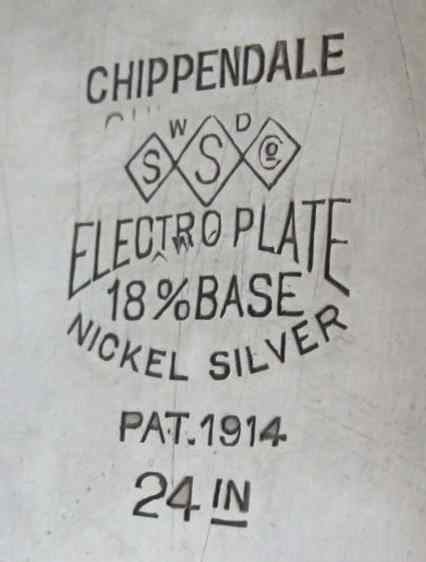 CHIPPENDALE
W D
S S Co
ELECTRO PLATE
18% BASE
NICKEL SILVER
PAT. 1914
24 IN